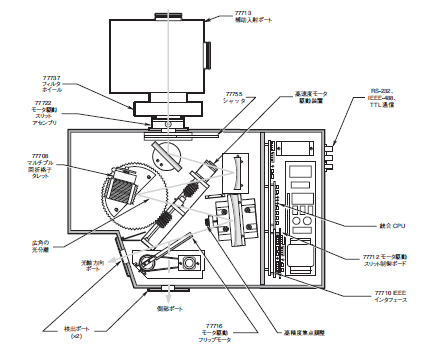 77713
補助入射ポート
77737
フィルタ
ホイール
77722
モータ駆動
スリット
アセンブリ
77755
シャッタ
高速度モータ
駆動装置
RS-232、
IEEE-488、
TTL通信
77708
マルチプル
回折格子
タレット
広角の
光分離
光軸方向
ポート
検出ポート
(x2)
側部ポート
77716
モータ駆動
フリップモータ
高精度焦点調整
統合 CPU
77712 モータ駆動
スリット制御ボード
77710 IEEE
インタフェース